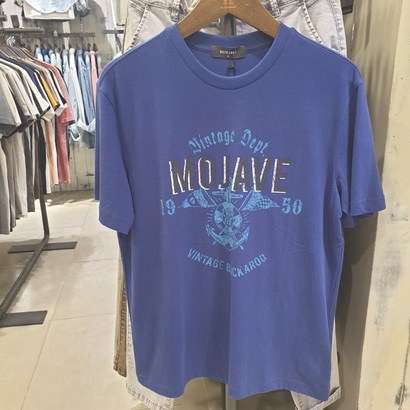 Vintage Dept
MOJAVE
19 50
VINTAGE BUCKAROO